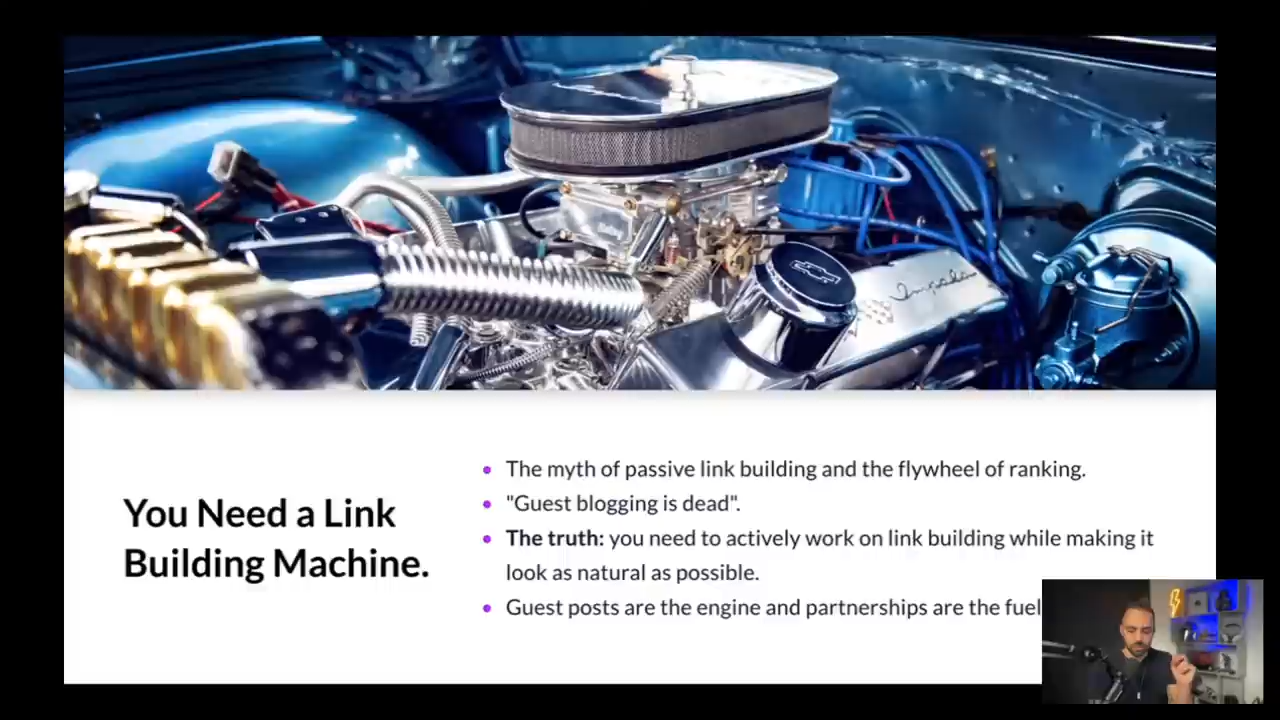 Impala
You Need a Link
Building Machine.
The myth of passive link building and the flywheel of ranking.
"Guest blogging is dead".
The truth: you need to actively work on link building while making it
look as natural as possible.
Guest posts are the engine and partnerships are the fuel